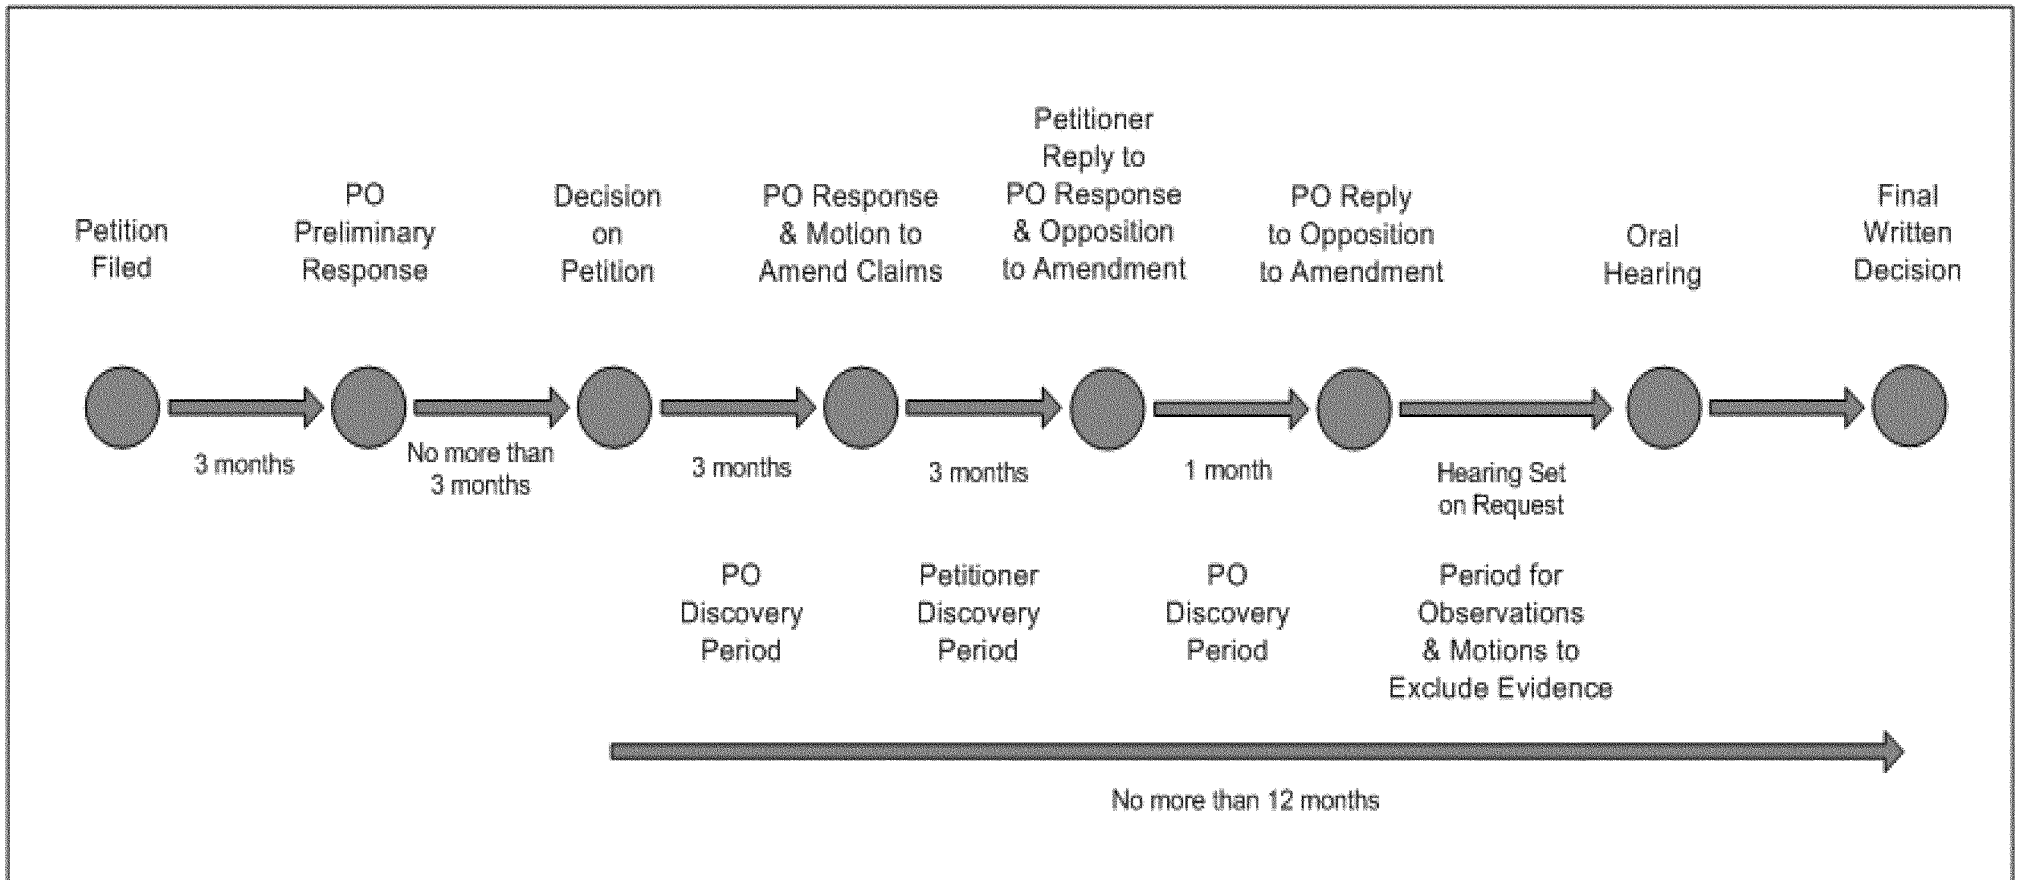 Petition
Filed
PO
Preliminary
Response
Decision
on
Petition
PO Response
& Motion to
Amend Claims
Petitioner
Reply to
PO Response
& Opposition
to Amendment
PO Reply
to Opposition
to Amendment
Oral
Hearing
Final
Written
Decision
3 months
No more than
3 months
3 months
3 months
1 month
Hearing Set
on Request
PO
Discovery
Period
Petitioner
Discovery
Period
PO
Discovery
Period
Period for
Observations
& Motions to
Exclude Evidence
No more than 12 months